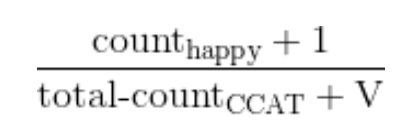 count_happy + 1
total-count_CCAT + V